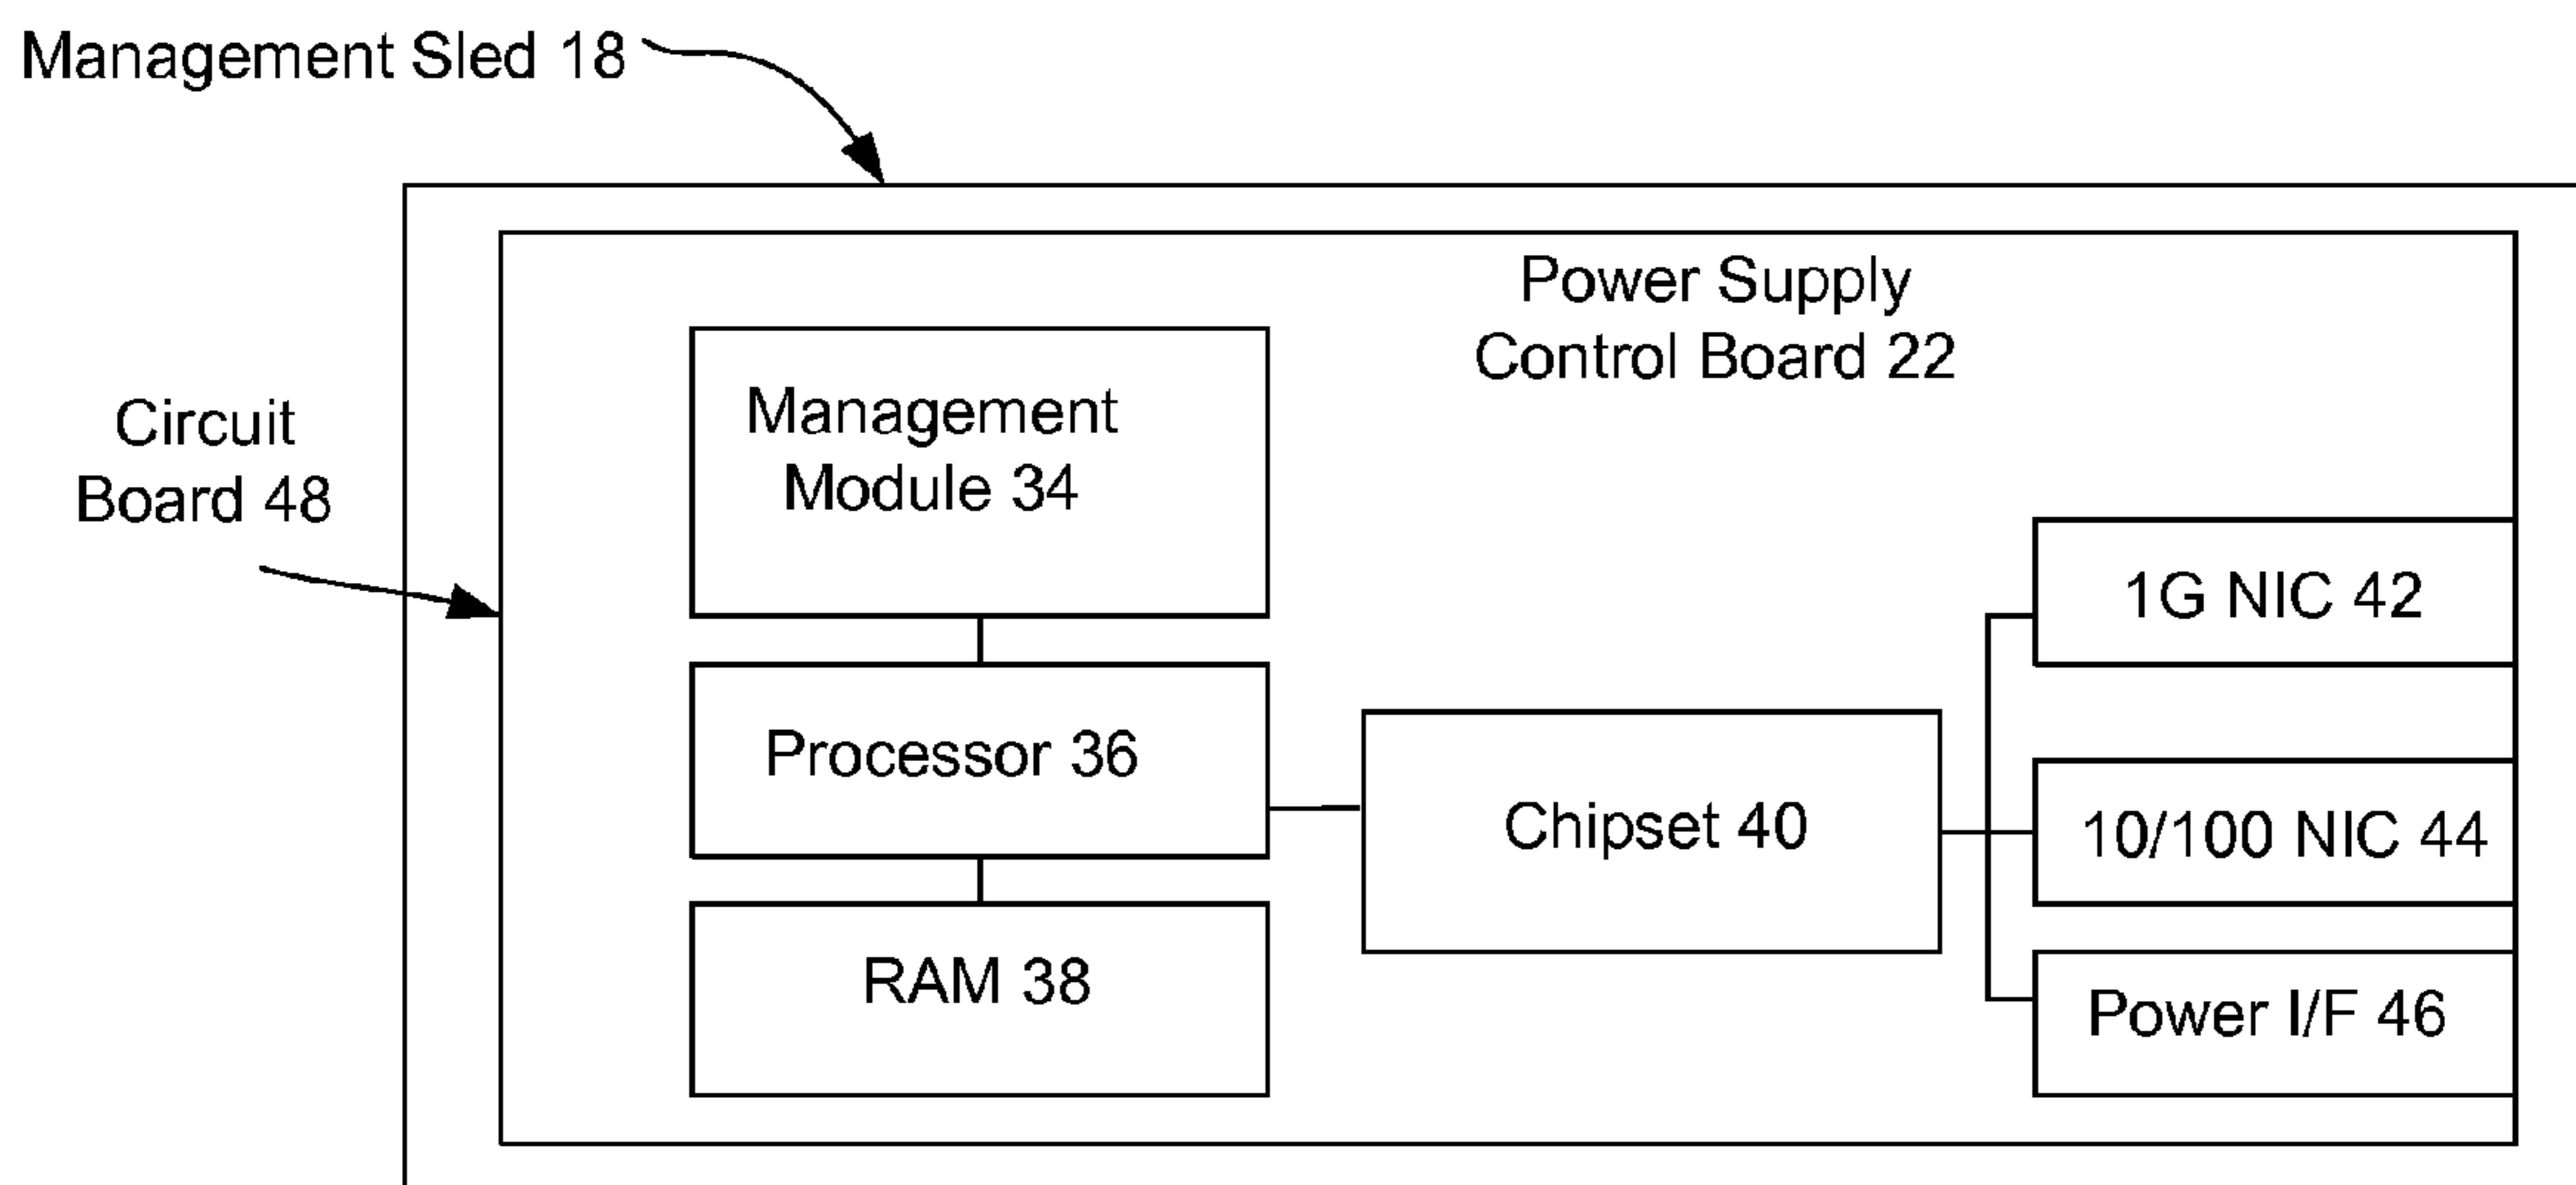 Management Sled 18
Power Supply
Control Board 22
Circuit
Board 48
Management
Module 34
1G NIC 42
Processor 36
Chipset 40
10/100 NIC 44
RAM 38
Power I/F 46